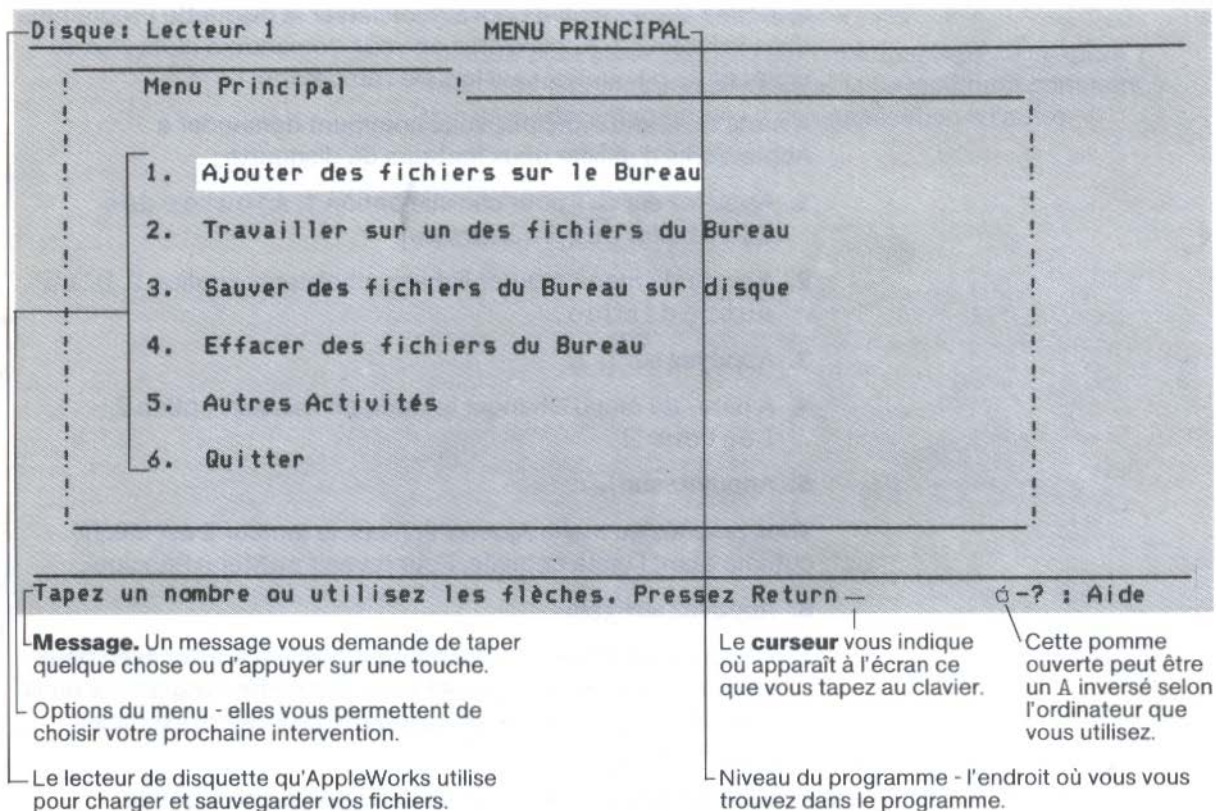 Disque: Lecteur 1 MENU PRINCIPAL
Menu Principal
1. Ajouter des fichiers sur le Bureau
2. Travailler sur un des fichiers du Bureau
3. Sauver des fichiers du Bureau sur disque
4. Effacer des fichiers du Bureau
5. Autres Activités
6. Quitter
Tapez un nombre ou utilisez les flèches. Pressez Return -? : Aide
Message. Un message vous demande de taper
quelque chose ou d'appuyer sur une touche.
Options du menu - elles vous permettent de
choisir votre prochaine intervention.
Le lecteur de disquette qu'AppleWorks utilise
pour charger et sauvegarder vos fichiers.
Le curseur vous indique
où apparaît à l'écran ce
que vous tapez au clavier.
Cette pomme
ouverte peut être
un A inversé selon
l'ordinateur que
vous utilisez.
Niveau du programme - l'endroit où vous vous
trouvez dans le programme.